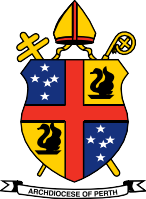 ARCHDIOCESE OF PERTH